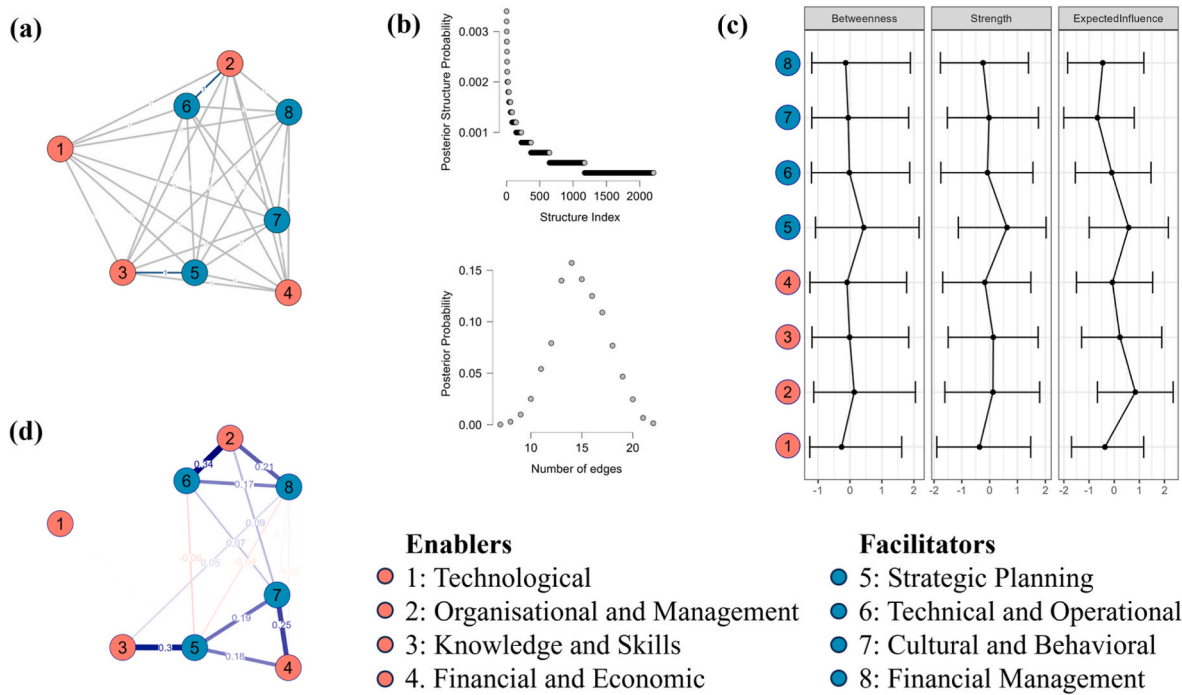 (a)
2
6
8
1
7
3
5
4
1
(b)
Posterior Structure Probability
0.003
0.002
0.001
0
500
1000
1500
2000
Structure Index
Posterior Probability
0.15
0.10
0.05
0.00
10
15
20
Number of edges
(c)
Betweenness
Strength
ExpectedInfluence
8
7
6
5
4
3
2
1
-1 0 1 2
-2 -1 0 1 2
-2 -1 0 1 2
(d)
2
0.34
0.21
6
0.17
8
1
0.09
0.07
-0.06
0.05
7
0.19
0.25
3
0.3
5
0.18
4
Enablers
1: Technological
2: Organisational and Management
3: Knowledge and Skills
4. Financial and Economic
Facilitators
5: Strategic Planning
6: Technical and Operational
7: Cultural and Behavioral
8: Financial Management